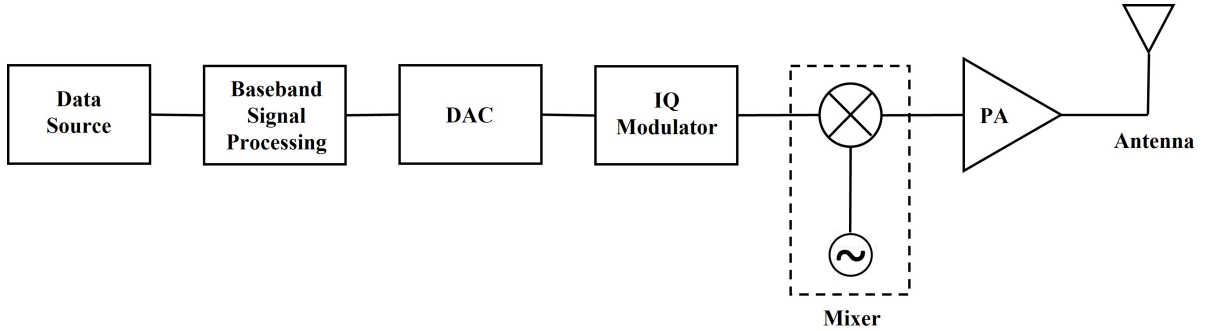 Data
Source
Baseband
Signal
Processing
DAC
IQ
Modulator
PA
Antenna
Mixer